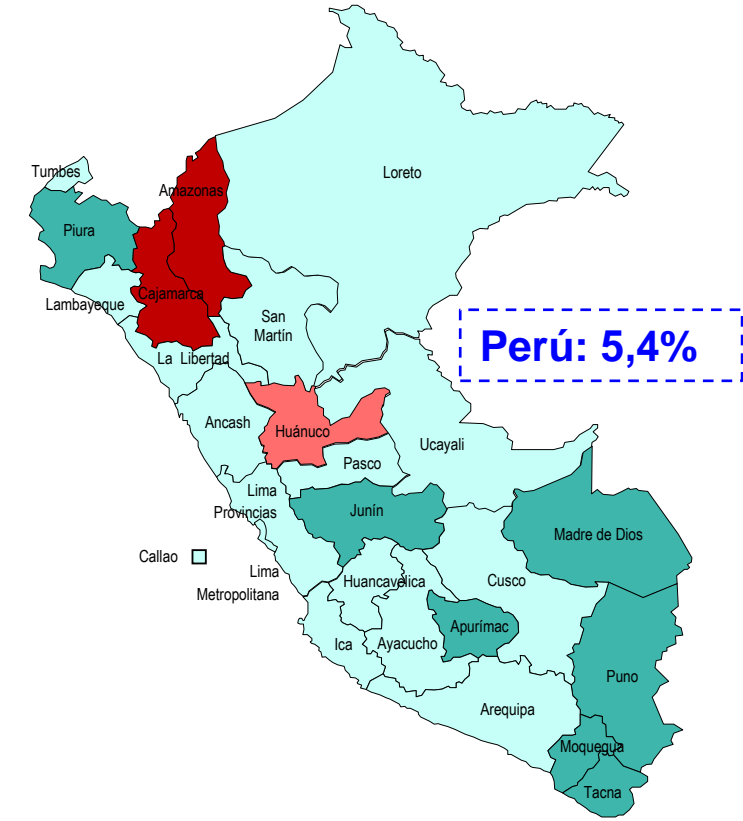 Loreto
Tumbes
Amazonas
Piura
Cajamarca
Lambayeque
San
Martín
Perú: 5,4%
La Libertad
Ancash
Huánuco
Ucayali
Pasco
Lima
Provincias
Junín
Madre de Dios
Callao
Lima
Metropolitana
Huancavelica
Cusco
Apurímac
Ica
Ayacucho
Puno
Arequipa
Moquegua
Tacna